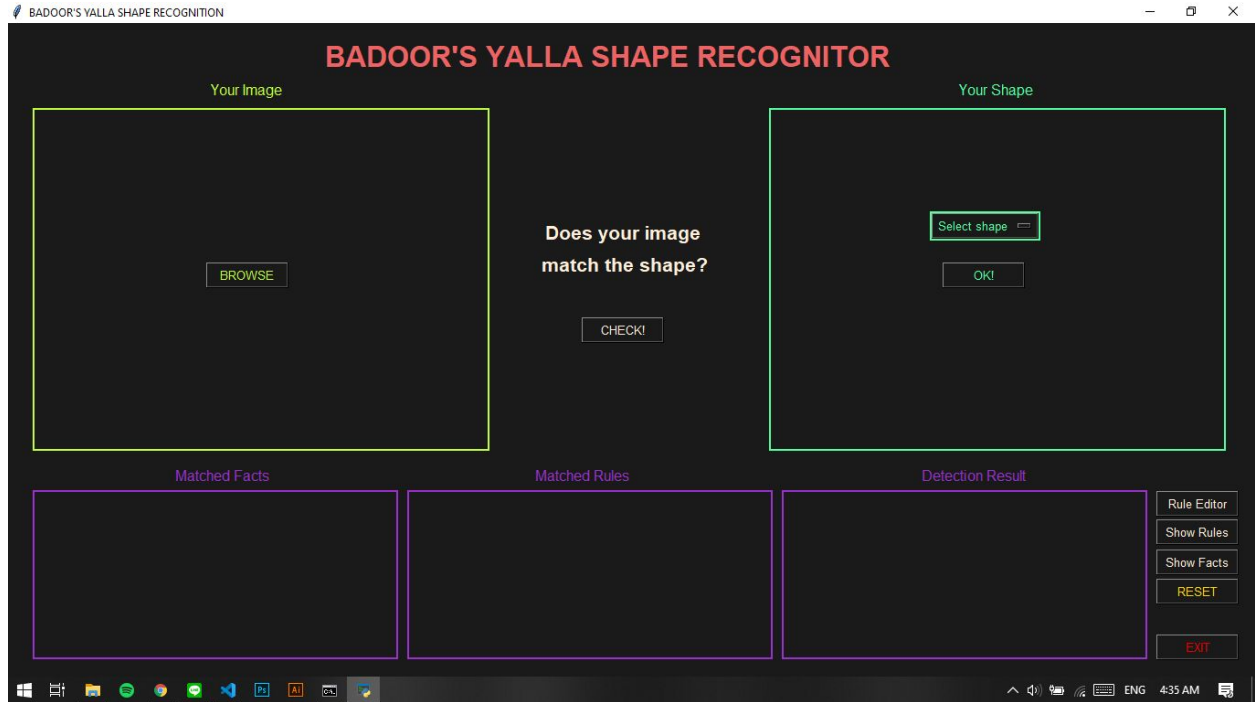 BADOOR'S YALLA SHAPE RECOGNITION
BADOOR'S YALLA SHAPE RECOGNITOR
Your Image
Your Shape
Select shape
Does your image
match the shape?
BROWSE
OK!
CHECK!
Matched Facts
Matched Rules
Detection Result
Rule Editor
Show Rules
Show Facts
RESET
EXIT
Ps
Ai
ENG
4:35 AM